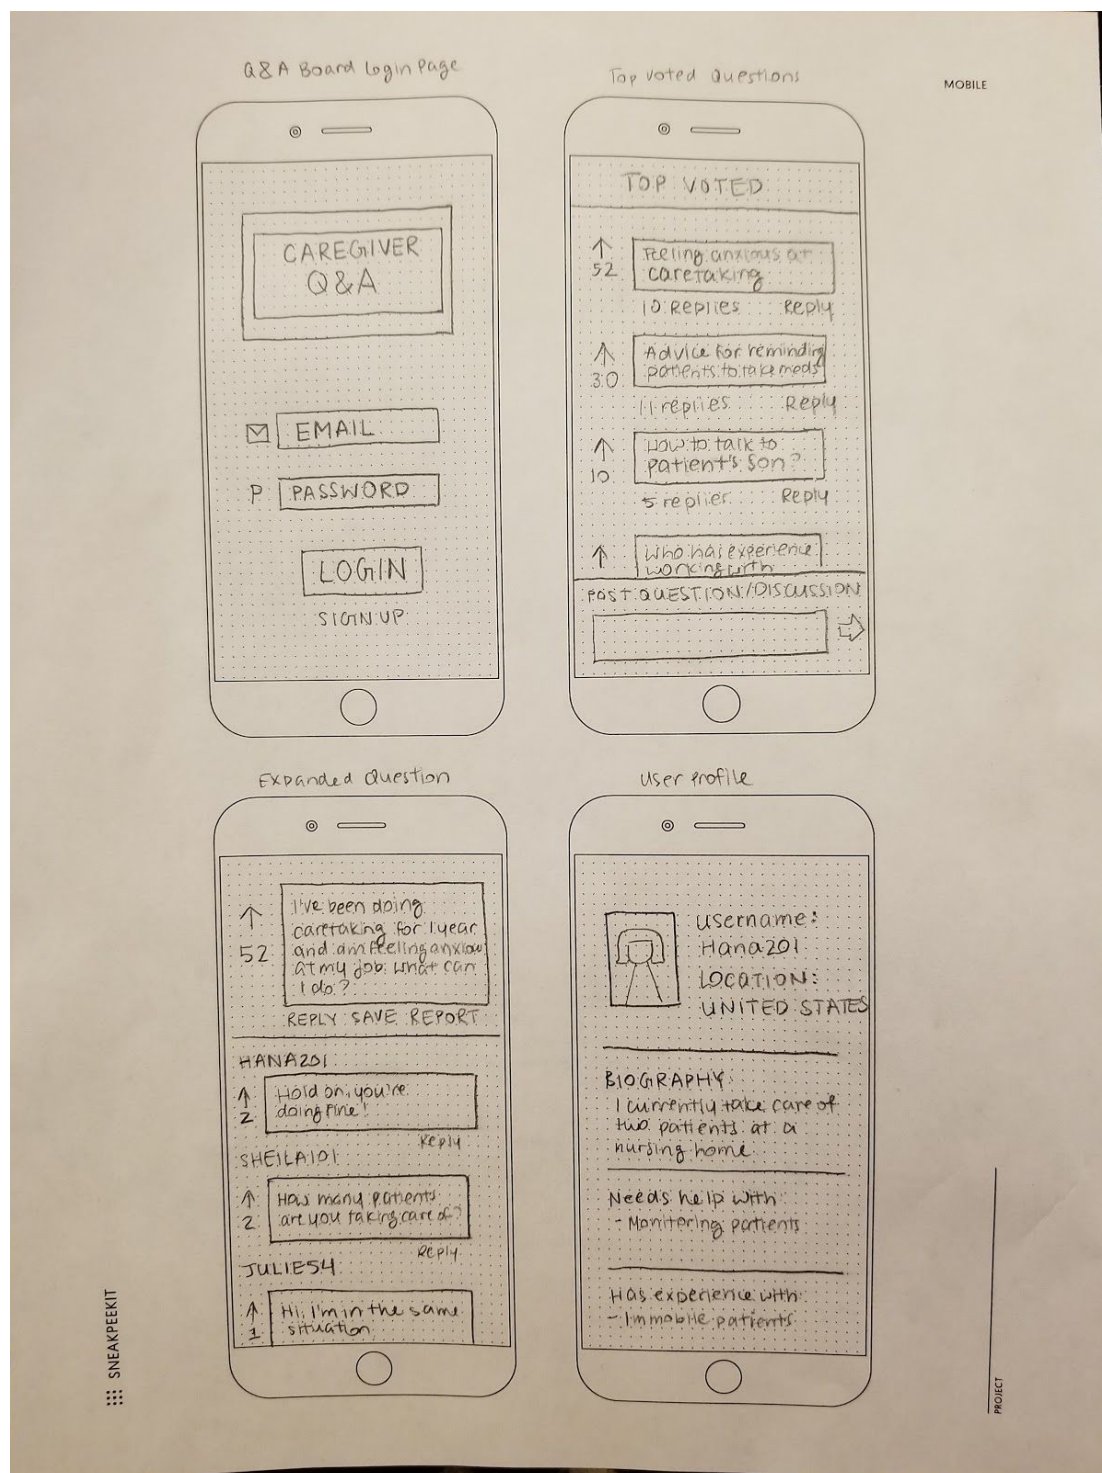 Q&A Board Login Page
CAREGIVER
Q&A
EMAIL
P PASSWORD
LOGIN
SIGN UP
Top Voted Questions
MOBILE
TOP VOTED
52
Feeling anxious at
caretaking
10 Replies Reply
30
Advice for reminding
patients to take meds
11 replies Reply
10
How to talk to
patient's son?
5 replies Reply
Who has experience
working with
POST QUESTION/DISCUSSION
Expanded Question
52
I've been doing
caretaking for 1 year
and am feeling anxious
at my job. What can
I do?
REPLY SAVE REPORT
HANA201
2
Hold on, you're
doing fine!
Reply
SHEILA101
2
How many patients
are you taking care of?
Reply
JULIE54
1
Hi, I'm in the same
situation
User Profile
username:
Hana201
LOCATION:
UNITED STATES
BIOGRAPHY:
I currently take care of
two patients at a
nursing home
Needs help with
- Monitoring patients
Has experience with:
- Immobile patients
SNEAKPEEKIT
PROJECT